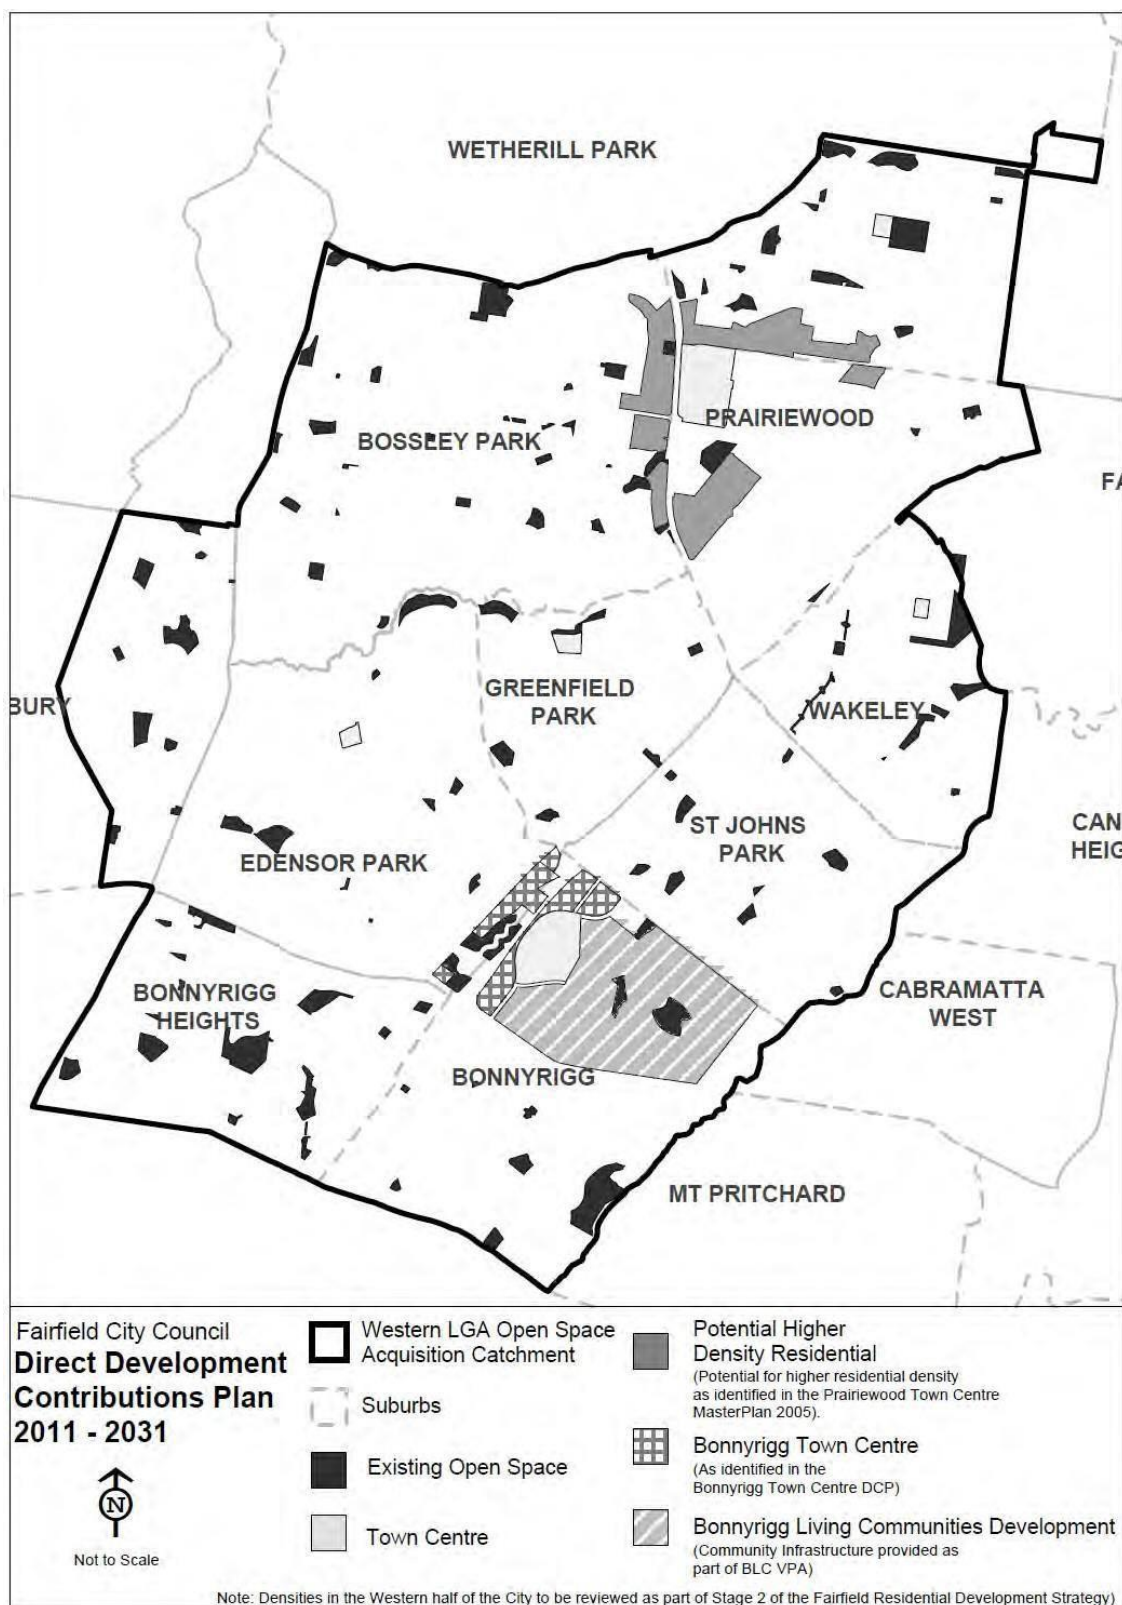 WETHERILL PARK
PRAIRIEWOOD
BOSSLEY PARK
FA
GREENFIELD
PARK
BURY
WAKELEY
ST JOHNS
PARK
CAN
HEIG
EDENSOR PARK
BONNYRIGG
HEIGHTS
CABRAMATTA
WEST
BONNYRIGG
MT PRITCHARD
Fairfield City Council
Direct Development
Contributions Plan
2011 - 2031
N
Not to Scale
Western LGA Open Space
Acquisition Catchment
Suburbs
Existing Open Space
Town Centre
Potential Higher
Density Residential
(Potential for higher residential density
as identified in the Prairiewood Town Centre
MasterPlan 2005).
Bonnyrigg Town Centre
(As identified in the
Bonnyrigg Town Centre DCP)
Bonnyrigg Living Communities Development
(Community Infrastructure provided as
part of BLC VPA)
Note: Densities in the Western half of the City to be reviewed as part of Stage 2 of the Fairfield Residential Development Strategy)